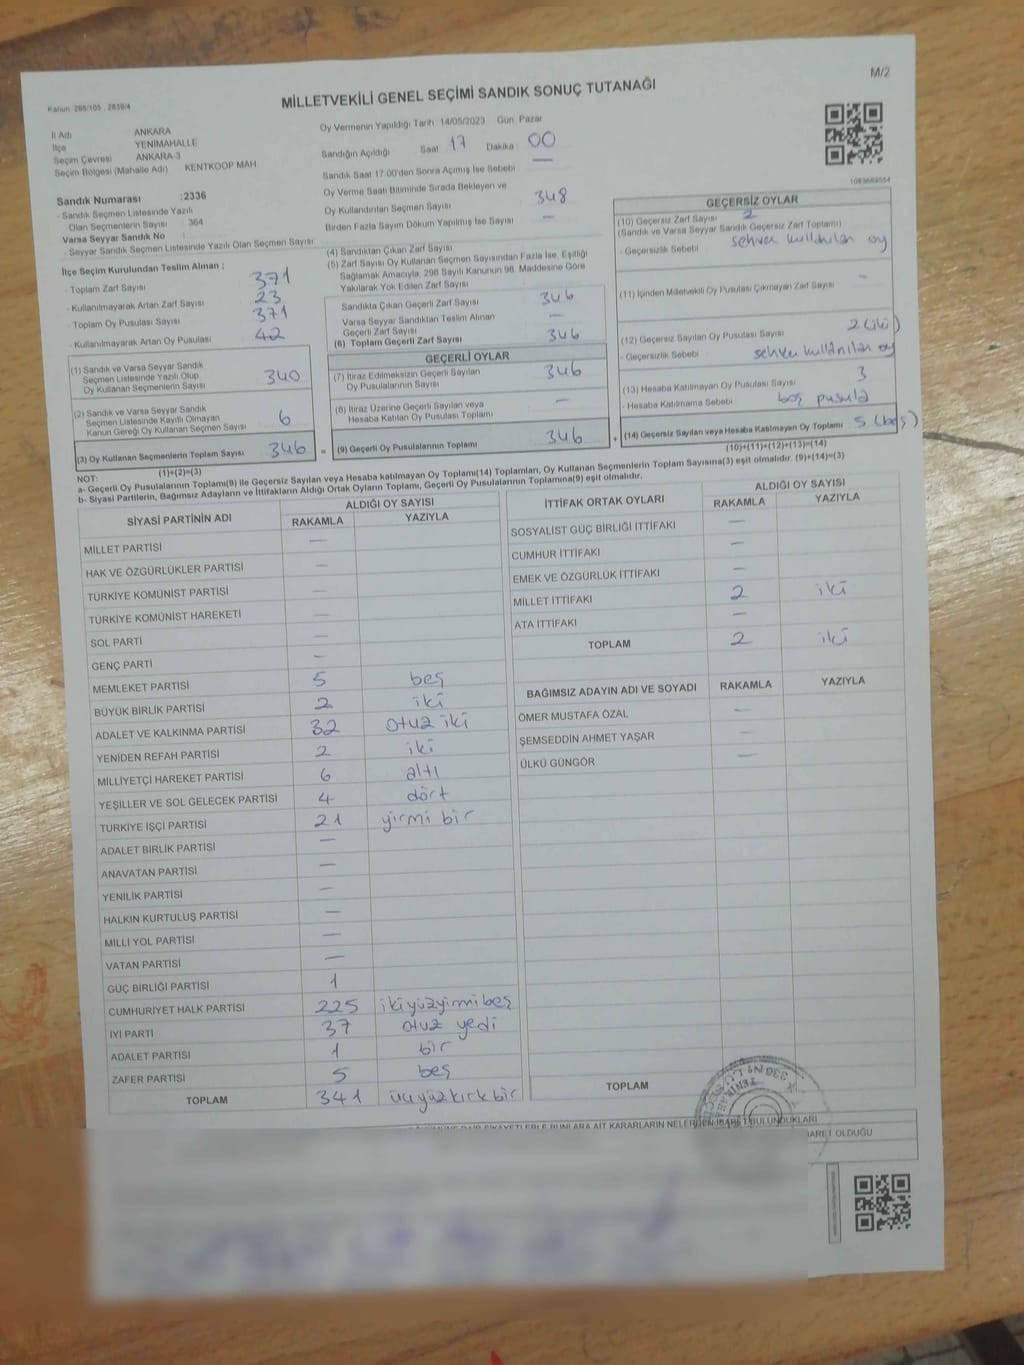 M/2
Kanun 298/105 , 2839/4
MİLLETVEKİLİ GENEL SEÇİMİ SANDIK SONUÇ TUTANAĞI
İl Adı : ANKARA
İlçe YENİMAHALLE
Seçim Çevresi ANKARA-3
Seçim Bölgesi (Mahalle Adı) KENTKOOP MAH
Sandık Numarası :2336
- Sandık Seçmen Listesinde Yazılı
Olan Seçmenlerin Sayısı : 364
Varsa Seyyar Sandık No :
- Seyyar Sandık Seçmen Listesinde Yazılı Olan Seçmen Sayısı:
Oy Vermenin Yapıldığı Tarih : 14/05/2023 Gün Pazar
Sandığın Açıldığı Saat 17 Dakika 00
Sandık Saat 17:00'den Sonra Açımış İse Sebebi —
Oy Verme Saati Bitiminde Sırada Bekleyen ve
Oy Kullandırılan Seçmen Sayısı 348
Birden Fazla Sayım Döküm Yapılmış İse Sayısı —
İlçe Seçim Kurulundan Teslim Alınan ;
- Toplam Zarf Sayısı 371
- Kullanılmayarak Artan Zarf Sayısı 23
- Toplam Oy Pusulası Sayısı 371
- Kullanılmayarak Artan Oy Pusulası 42
(1) Sandık ve Varsa Seyyar Sandık
Seçmen Listesinde Yazılı Olup
Oy Kullanan Seçmenlerin Sayısı 340
(2) Sandık ve Varsa Seyyar Sandık
Seçmen Listesinde Kayıtlı Olmayan
Kanun Gereği Oy Kullanan Seçmen Sayısı 6
(3) Oy Kullanan Seçmenlerin Toplam Sayısı 346
(1)+(2)=(3)
(4) Sandıktan Çıkan Zarf Sayısı
(5) Zarf Sayısı Oy Kullanan Seçmen Sayısından Fazla İse, Eşitliği
Sağlamak Amacıyla, 298 Sayılı Kanunun 98. Maddesine Göre
Yakılarak Yok Edilen Zarf Sayısı
Sandıkta Çıkan Geçerli Zarf Sayısı 346
Varsa Seyyar Sandıktan Teslim Alınan
Geçerli Zarf Sayısı —
(6) Toplam Geçerli Zarf Sayısı 346
GEÇERLİ OYLAR
(7) İtiraz Edilmeksizin Geçerli Sayılan
Oy Pusulalarının Sayısı 346
(8) İtiraz Üzerine Geçerli Sayılan veya
Hesaba Katılan Oy Pusulası Toplamı —
= (9) Geçerli Oy Pusulalarının Toplamı 346 +
1083689554
GEÇERSİZ OYLAR
(10) Geçersiz Zarf Sayısı 2
(Sandık ve Varsa Seyyar Sandık Geçersiz Zarf Toplamı)
- Geçersizlik Sebebi sehven kullanılan oy
(11) İçinden Milletvekili Oy Pusulası Çıkmayan Zarf Sayısı —
(12) Geçersiz Sayılan Oy Pusulası Sayısı 2 (iki)
- Geçersizlik Sebebi sehven kullanılan oy
(13) Hesaba Katılmayan Oy Pusulası Sayısı 3
- Hesaba Katılmama Sebebi boş pusula
(14) Geçersiz Sayılan veya Hesaba Katılmayan Oy Toplamı 5 (beş)
(10)+(11)+(12)+(13)=(14)
NOT:
a- Geçerli Oy Pusulalarının Toplamı(9) ile Geçersiz Sayılan veya Hesaba katılmayan Oy Toplamı(14) Toplamları, Oy Kullanan Seçmenlerin Toplam Sayısına(3) eşit olmalıdır. (9)+(14)=(3)
b- Siyasi Partilerin, Bağımsız Adayların ve İttifakların Aldığı Ortak Oyların Toplamı, Geçerli Oy Pusulalarının Toplamına(9) eşit olmalıdır.
SİYASİ PARTİNİN ADI ALDIĞI OY SAYISI
RAKAMLA YAZIYLA
MİLLET PARTİSİ —
HAK VE ÖZGÜRLÜKLER PARTİSİ —
TÜRKİYE KOMÜNİST PARTİSİ —
TÜRKİYE KOMÜNİST HAREKETİ —
SOL PARTİ —
GENÇ PARTİ —
MEMLEKET PARTİSİ 5 beş
BÜYÜK BİRLİK PARTİSİ 2 iki
ADALET VE KALKINMA PARTİSİ 32 otuz iki
YENİDEN REFAH PARTİSİ 2 iki
MİLLİYETÇİ HAREKET PARTİSİ 6 altı
YEŞİLLER VE SOL GELECEK PARTİSİ 4 dört
TÜRKİYE İŞÇİ PARTİSİ 21 yirmi bir
ADALET BİRLİK PARTİSİ —
ANAVATAN PARTİSİ —
YENİLİK PARTİSİ —
HALKIN KURTULUŞ PARTİSİ —
MİLLİ YOL PARTİSİ —
VATAN PARTİSİ —
GÜÇ BİRLİĞİ PARTİSİ 1
CUMHURİYET HALK PARTİSİ 225 ikiyüzyirmibeş
İYİ PARTİ 37 otuz yedi
ADALET PARTİSİ 1 bir
ZAFER PARTİSİ 5 beş
TOPLAM 341 üçyüzkırkbir
İTTİFAK ORTAK OYLARI ALDIĞI OY SAYISI
RAKAMLA YAZIYLA
SOSYALİST GÜÇ BİRLİĞİ İTTİFAKI —
CUMHUR İTTİFAKI —
EMEK VE ÖZGÜRLÜK İTTİFAKI —
MİLLET İTTİFAKI 2 iki
ATA İTTİFAKI —
TOPLAM 2 iki
BAĞIMSIZ ADAYIN ADI VE SOYADI RAKAMLA YAZIYLA
ÖMER MUSTAFA ÖZAL —
ŞEMSEDDİN AHMET YAŞAR —
ÜLKÜ GÜNGÖR —
TOPLAM
BUNLARA AİT KARARLARIN BULUNDUKLARI
OLDUĞU